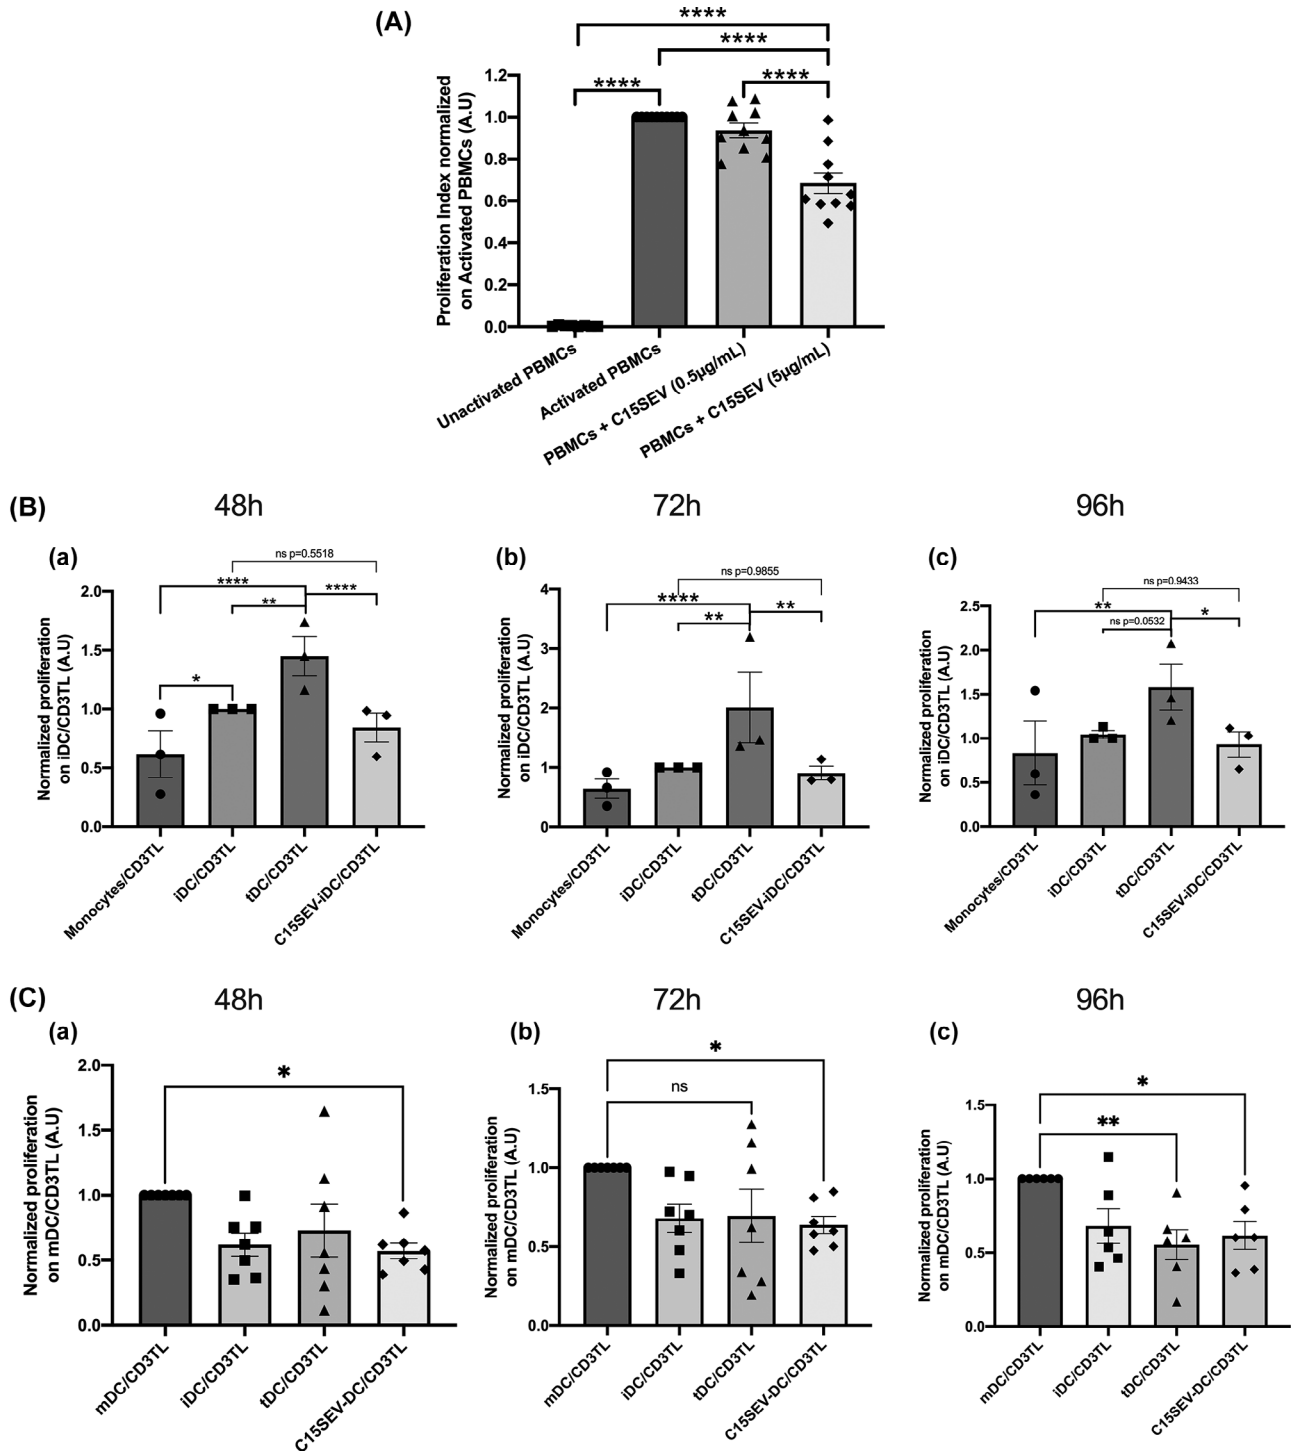 (A)
****
****
****
****
Proliferation Index normalized
on Activated PBMCs (A.U)
1.2
1.0
0.8
0.6
0.4
0.2
0.0
Unactivated PBMCs
Activated PBMCs
PBMCs + C15SEV (0.5µg/mL)
PBMCs + C15SEV (5µg/mL)
(B)
48h
72h
96h
(a)
ns p=0.5518
****
****
**
*
Normalized proliferation
on iDC/CD3TL (A.U)
2.0
1.5
1.0
0.5
0.0
Monocytes/CD3TL
iDC/CD3TL
tDC/CD3TL
C15SEV-iDC/CD3TL
(b)
ns p=0.9855
****
**
**
Normalized proliferation
on iDC/CD3TL (A.U)
4
3
2
1
0
Monocytes/CD3TL
iDC/CD3TL
tDC/CD3TL
C15SEV-iDC/CD3TL
(c)
ns p=0.9433
**
*
ns p=0.0532
Normalized proliferation
on iDC/CD3TL (A.U)
2.5
2.0
1.5
1.0
0.5
0.0
Monocytes/CD3TL
iDC/CD3TL
tDC/CD3TL
C15SEV-iDC/CD3TL
(C)
48h
72h
96h
(a)
*
Normalized proliferation
on mDC/CD3TL (A.U)
2.0
1.5
1.0
0.5
0.0
mDC/CD3TL
iDC/CD3TL
tDC/CD3TL
C15SEV-DC/CD3TL
(b)
*
ns
Normalized proliferation
on mDC/CD3TL (A.U)
1.5
1.0
0.5
0.0
mDC/CD3TL
iDC/CD3TL
tDC/CD3TL
C15SEV-DC/CD3TL
(c)
*
**
Normalized proliferation
on mDC/CD3TL (A.U)
1.5
1.0
0.5
0.0
mDC/CD3TL
iDC/CD3TL
tDC/CD3TL
C15SEV-DC/CD3TL